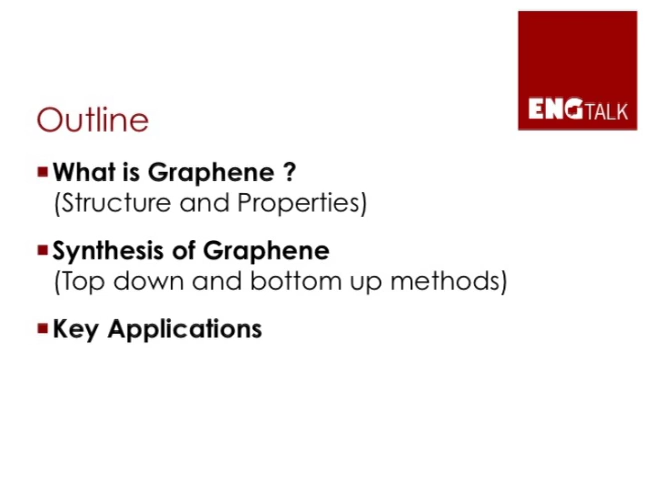 ENGTALK
Outline
What is Graphene ?
(Structure and Properties)
Synthesis of Graphene
(Top down and bottom up methods)
Key Applications